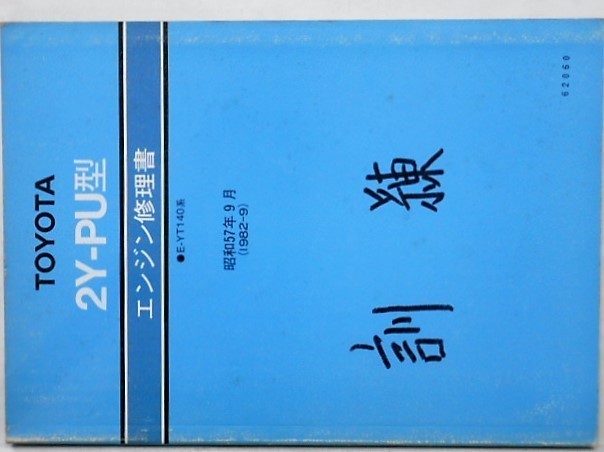 TOYOTA
2Y-PU型
エンジン修理書
●E-YT140系
昭和57年9月
(1982-9)
訓練
62060